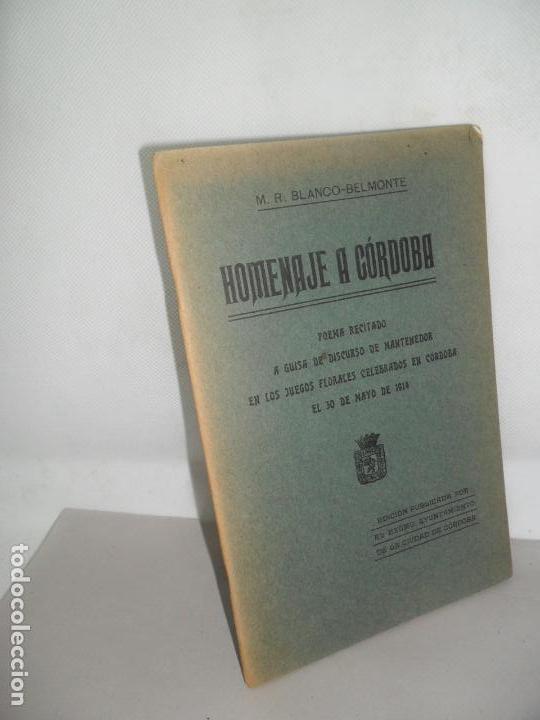 M. R. BLANCO-BELMONTE
HOMENAJE A CÓRDOBA
POEMA RECITADO
A GUISA DE DISCURSO DE MANTENEDOR
EN LOS JUEGOS FLORALES CELEBRADOS EN CÓRDOBA
EL 30 DE MAYO DE 1914
EDICIÓN PUBLICADA POR
EL EXCMO. AYUNTAMIENTO
DE LA CIUDAD DE CÓRDOBA
todocoleccion.net